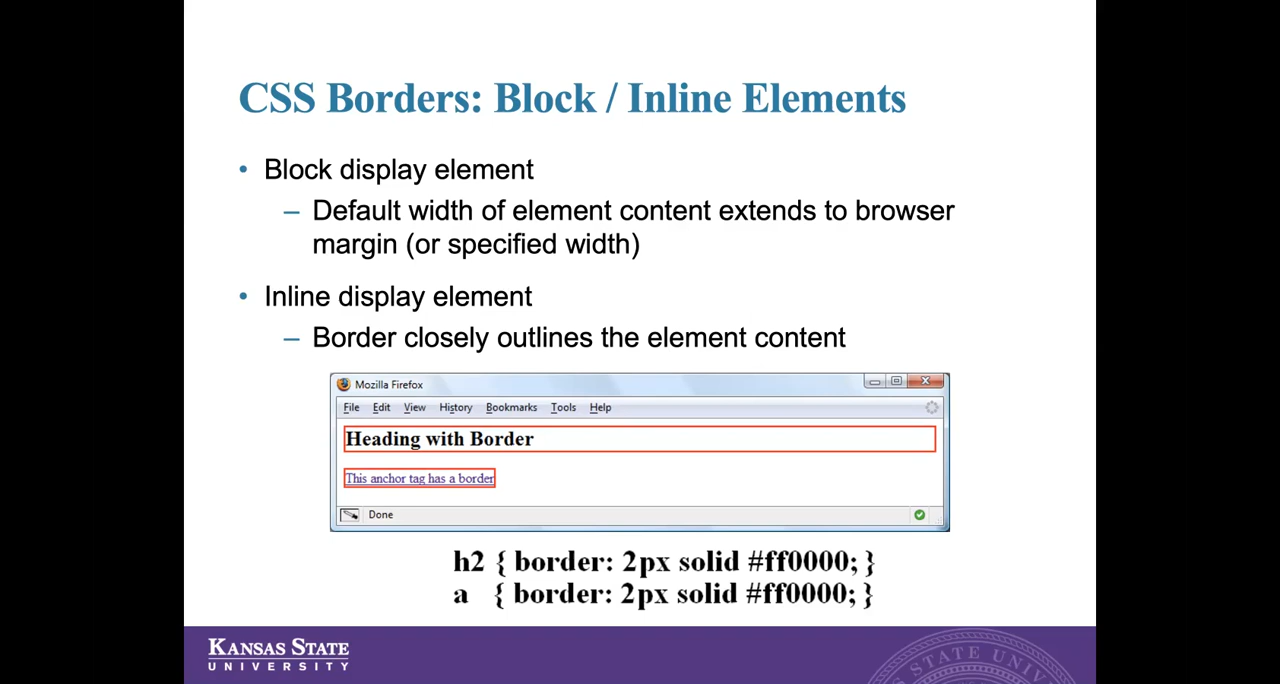 CSS Borders: Block / Inline Elements
• Block display element
– Default width of element content extends to browser
margin (or specified width)
• Inline display element
– Border closely outlines the element content
Mozilla Firefox
File Edit View History Bookmarks Tools Help
Heading with Border
This anchor tag has a border
Done
h2 { border: 2px solid #ff0000; }
a { border: 2px solid #ff0000; }
KANSAS STATE
UNIVERSITY
STATE UNIV